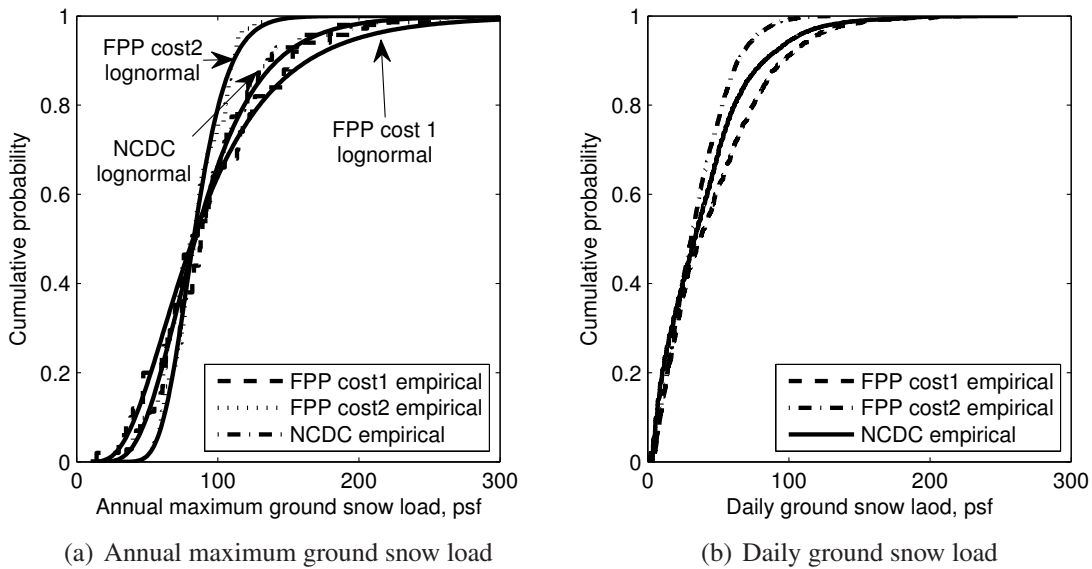 1
0.8
0.6
0.4
0.2
0
Cumulative probability
FPP cost2
lognormal
NCDC
lognormal
FPP cost 1
lognormal
FPP cost1 empirical
FPP cost2 empirical
NCDC empirical
0 100 200 300
Annual maximum ground snow load, psf
(a) Annual maximum ground snow load
1
0.8
0.6
0.4
0.2
0
Cumulative probability
FPP cost1 empirical
FPP cost2 empirical
NCDC empirical
0 100 200 300
Daily ground snow laod, psf
(b) Daily ground snow load